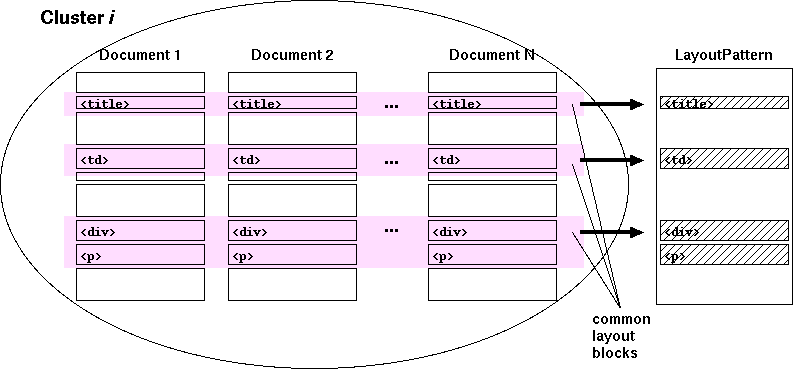 Cluster i
Document 1 Document 2 Document N LayoutPattern
<title> <title> ... <title> <title>
<td> <td> ... <td> <td>
<div> <div> ... <div> <div>
<p> <p> <p> <p>
common
layout
blocks